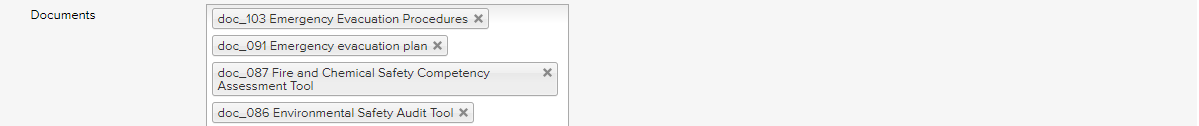 Documents
doc_103 Emergency Evacuation Procedures
doc_091 Emergency evacuation plan
doc_087 Fire and Chemical Safety Competency
Assessment Tool
doc_086 Environmental Safety Audit Tool